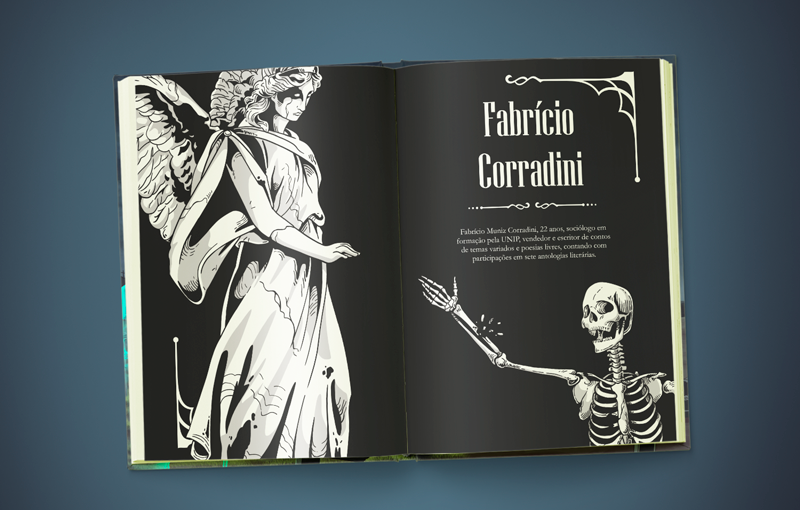 Fabrício
Corradini
Fabrício Muniz Corradini, 22 anos, sociólogo em
formação pela UNIP, vendedor e escritor de contos
de temas variados e poesias livres, contando com
participações em sete antologias literárias.